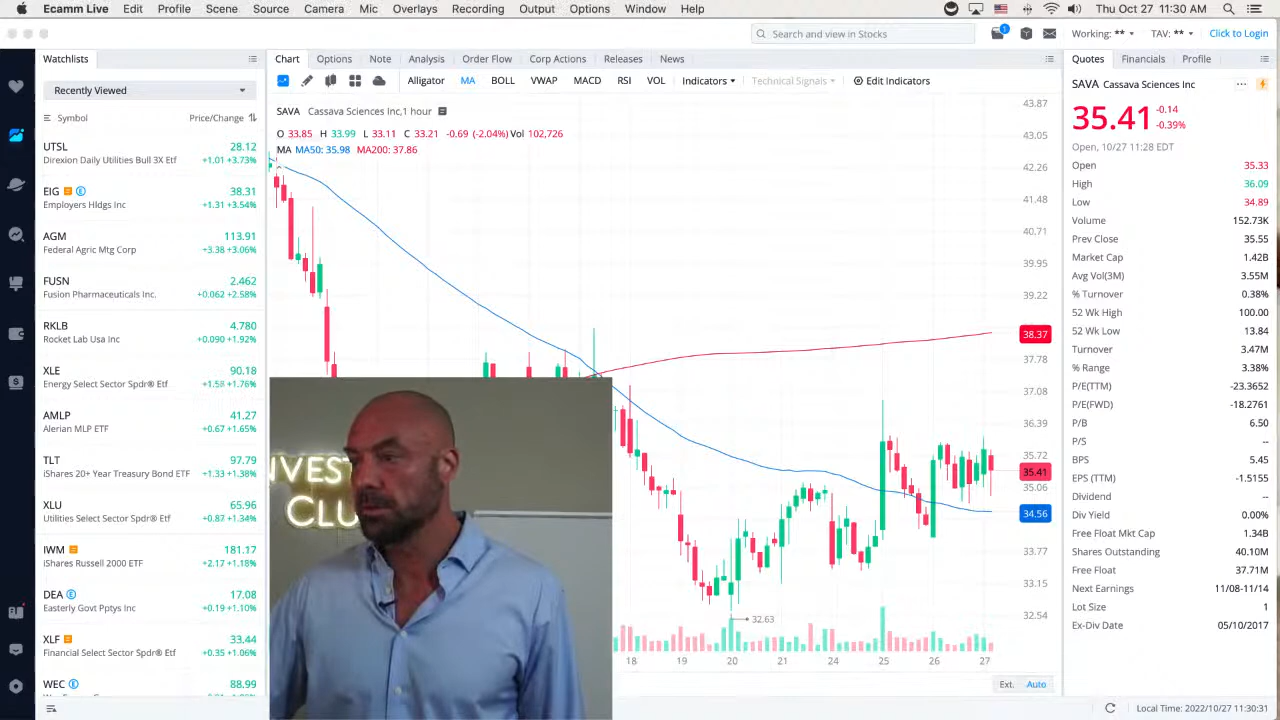 Ecamm Live Edit Profile Scene Source Camera Mic Overlays Recording Output Options Window Help Thu Oct 27 11:30 AM
Search and view in Stocks 1 Working: ** TAV: ** Click to Login
Watchlists
Recently Viewed
Symbol Price/Change
UTSL 28.12
Direxion Daily Utilities Bull 3X Etf +1.01 +3.73%
EIG E 38.31
Employers Hldgs Inc +1.31 +3.54%
AGM 113.91
Federal Agric Mtg Corp +3.38 +3.06%
FUSN 2.462
Fusion Pharmaceuticals Inc. +0.062 +2.58%
RKLB 4.780
Rocket Lab Usa Inc +0.090 +1.92%
XLE 90.18
Energy Select Sector Spdr® Etf +1.58 +1.76%
AMLP 41.27
Alerian MLP ETF +0.67 +1.65%
TLT 97.79
iShares 20+ Year Treasury Bond ETF +1.33 +1.38%
XLU 65.96
Utilities Select Sector Spdr® Etf +0.87 +1.34%
IWM 181.17
iShares Russell 2000 ETF +2.17 +1.18%
DEA E 17.08
Easterly Govt Pptys Inc +0.19 +1.10%
XLF 33.44
Financial Select Sector Spdr® Etf +0.35 +1.06%
WEC E 88.99
Chart Options Note Analysis Order Flow Corp Actions Releases News
Alligator MA BOLL VWAP MACD RSI VOL Indicators Technical Signals Edit Indicators
SAVA Cassava Sciences Inc,1 hour
O 33.85 H 33.99 L 33.11 C 33.21 -0.69 (-2.04%) Vol 102,726
MA MA50: 35.98 MA200: 37.86
43.87
43.05
42.26
41.48
40.71
39.95
39.22
38.37
37.78
37.08
36.39
35.72
35.41
35.06
34.56
33.77
33.15
32.54
32.63
INVEST
CLU
18 19 20 21 24 25 26 27
Ext. Auto
Quotes Financials Profile
SAVA Cassava Sciences Inc
35.41 -0.14
-0.39%
Open, 10/27 11:28 EDT
Open 35.33
High 36.09
Low 34.89
Volume 152.73K
Prev Close 35.55
Market Cap 1.42B
Avg Vol(3M) 3.55M
% Turnover 0.38%
52 Wk High 100.00
52 Wk Low 13.84
Turnover 3.47M
% Range 3.38%
P/E(TTM) -23.3652
P/E(FWD) -18.2761
P/B 6.50
P/S --
BPS 5.45
EPS (TTM) -1.5155
Dividend --
Div Yield 0.00%
Free Float Mkt Cap 1.34B
Shares Outstanding 40.10M
Free Float 37.71M
Next Earnings 11/08-11/14
Lot Size 1
Ex-Div Date 05/10/2017
Local Time: 2022/10/27 11:30:31